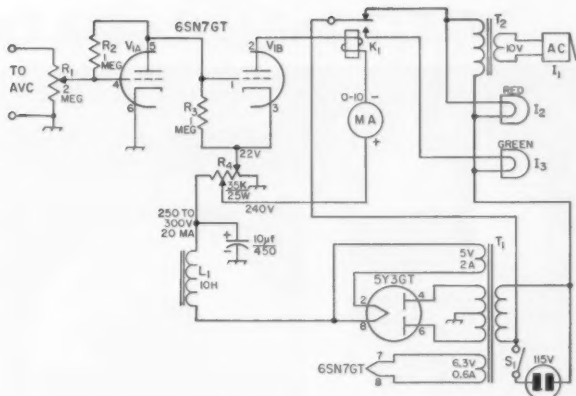 6SN7GT
TO
AVC
R1
2
MEG
R2
1
MEG
V1A
5
4
6
V1B
2
1
3
R3
1
MEG
K1
0-10
MA
-
+
T2
10V
AC
I1
RED
I2
GREEN
I3
22V
R4
35K
25W
240V
250 TO
300V
20 MA
+
-
10µf
450
L1
10H
5Y3GT
2
8
4
6
T1
5V
2A
6SN7GT
7
8
6.3V
0.6A
S1
115V